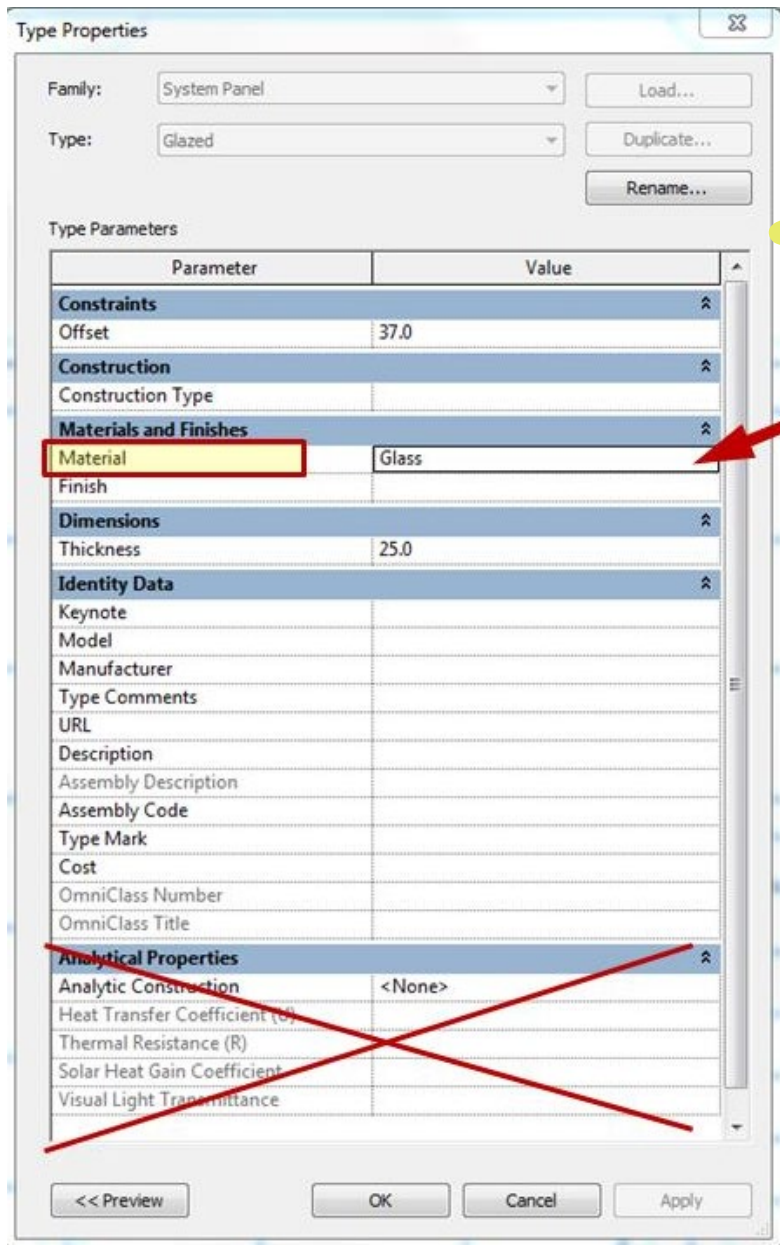 Type Properties
Family: System Panel Load...
Type: Glazed Duplicate...
Rename...
Type Parameters
Parameter Value
Constraints
Offset 37.0
Construction
Construction Type
Materials and Finishes
Material Glass
Finish
Dimensions
Thickness 25.0
Identity Data
Keynote
Model
Manufacturer
Type Comments
URL
Description
Assembly Description
Assembly Code
Type Mark
Cost
OmniClass Number
OmniClass Title
Analytical Properties
Analytic Construction <None>
Heat Transfer Coefficient (U)
Thermal Resistance (R)
Solar Heat Gain Coefficient
Visual Light Transmittance
<< Preview OK Cancel Apply